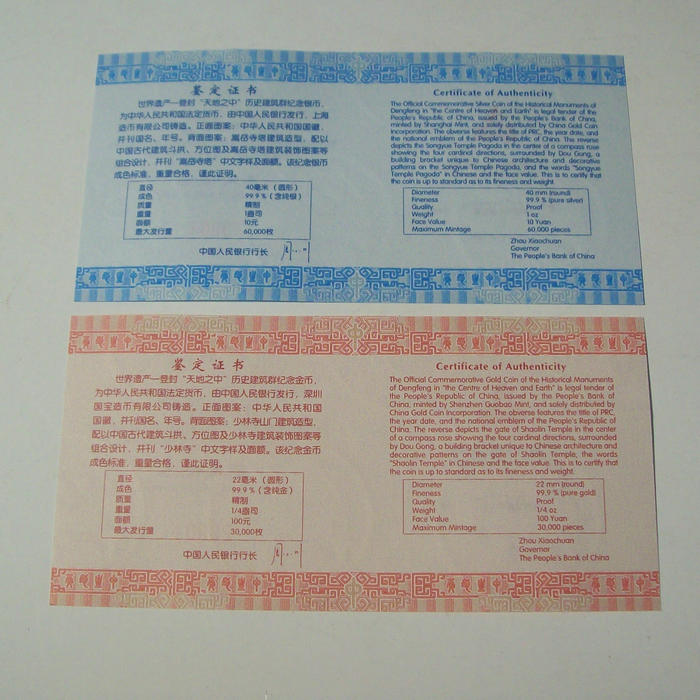 鉴定证书
世界遗产—登封“天地之中”历史建筑群纪念银币，
为中华人民共和国法定货币，由中国人民银行发行，上海
造币有限公司铸造。正面图案：中华人民共和国国徽，
并刊国名、年号。背面图案：嵩岳寺塔建筑造型，配以
中国古代建筑斗拱、方位图及嵩岳寺塔建筑装饰图案等
组合设计，并刊“嵩岳寺塔”中文字样及面额。该纪念银币
成色标准，重量合格，谨此证明。
直径 40毫米（圆形）
成色 99.9％（含纯银）
质量 精制
重量 1盎司
面额 10元
最大发行量 60,000枚
中国人民银行行长
Certificate of Authenticity
The Official Commemorative Silver Coin of the Historical Monuments of
Dengfeng in "the Centre of Heaven and Earth" is legal tender of the
People's Republic of China, issued by the People's Bank of China,
minted by Shanghai Mint, and solely distributed by China Gold Coin
Incorporation. The obverse features the title of PRC, the year date, and
the national emblem of the People's Republic of China. The reverse
depicts the Songyue Temple Pagoda in the center of a compass rose
showing the four cardinal directions, surrounded by Dou Gong, a
building bracket unique to Chinese architecture and decorative
patterns on the Songyue Temple Pagoda, and the words "Songyue
Temple Pagoda" in Chinese and the face value. This is to certify that
the coin is up to standard as to its fineness and weight.
Diameter 40 mm (round)
Fineness 99.9 % (pure silver)
Quality Proof
Weight 1 oz
Face Value 10 Yuan
Maximum Mintage 60,000 pieces
Zhou Xiaochuan
Governor
The People's Bank of China
鉴定证书
世界遗产—登封“天地之中”历史建筑群纪念金币，
为中华人民共和国法定货币，由中国人民银行发行，深圳
国宝造币有限公司铸造。正面图案：中华人民共和国
国徽，并刊国名、年号。背面图案：少林寺山门建筑造型，
配以中国古代建筑斗拱、方位图及少林寺建筑装饰图案等
组合设计，并刊“少林寺”中文字样及面额。该纪念金币
成色标准，重量合格，谨此证明。
直径 22毫米（圆形）
成色 99.9％（含纯金）
质量 精制
重量 1/4盎司
面额 100元
最大发行量 30,000枚
中国人民银行行长
Certificate of Authenticity
The Official Commemorative Gold Coin of the Historical Monuments
of Dengfeng in "the Centre of Heaven and Earth" is legal tender of
the People's Republic of China, issued by the People's Bank of
China, minted by Shenzhen Guobao Mint, and solely distributed by
China Gold Coin Incorporation. The obverse features the title of PRC,
the year date, and the national emblem of the People's Republic of
China. The reverse depicts the gate of Shaolin Temple in the center
of a compass rose showing the four cardinal directions, surrounded
by Dou Gong, a building bracket unique to Chinese architecture and
decorative patterns on the gate of Shaolin Temple, the words
"Shaolin Temple" in Chinese and the face value. This is to certify that
the coin is up to standard as to its fineness and weight.
Diameter 22 mm (round)
Fineness 99.9 % (pure gold)
Quality Proof
Weight 1/4 oz
Face Value 100 Yuan
Maximum Mintage 30,000 pieces
Zhou Xiaochuan
Governor
The People's Bank of China